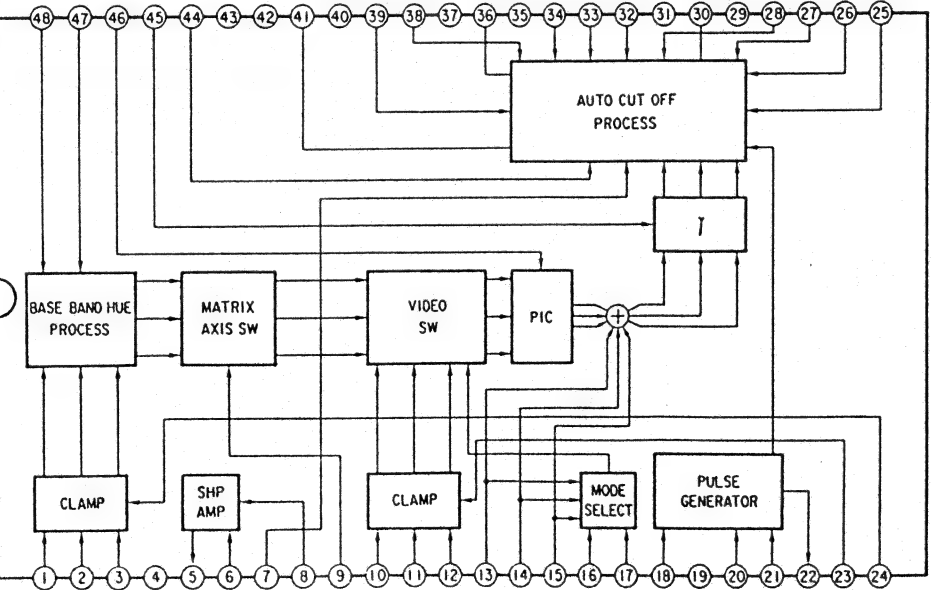 48 47 46 45 44 43 42 41 40 39 38 37 36 35 34 33 32 31 30 29 28 27 26 25
AUTO CUT OFF
PROCESS
γ
BASE BAND HUE
PROCESS
MATRIX
AXIS SW
VIDEO
SW
PIC
+
CLAMP
SHP
AMP
CLAMP
MODE
SELECT
PULSE
GENERATOR
1 2 3 4 5 6 7 8 9 10 11 12 13 14 15 16 17 18 19 20 21 22 23 24